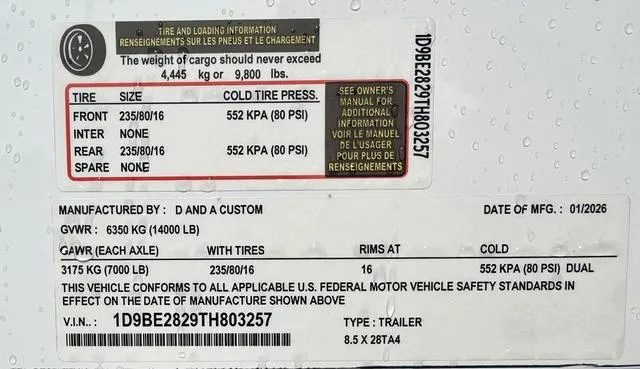 TIRE AND LOADING INFORMATION
RENSEIGNEMENTS SUR LES PNEUS ET LE CHARGEMENT
The weight of cargo should never exceed
4,445 kg or 9,800 lbs.
TIRE SIZE COLD TIRE PRESS.
FRONT 235/80/16 552 KPA (80 PSI)
INTER NONE
REAR 235/80/16 552 KPA (80 PSI)
SPARE NONE
SEE OWNER'S
MANUAL FOR
ADDITIONAL
INFORMATION
VOIR LE MANUEL
DE L'USAGER
POUR PLUS DE
RENSEIGNEMENTS
1D9BE2829TH803257
MANUFACTURED BY : D AND A CUSTOM DATE OF MFG. : 01/2026
GVWR : 6350 KG (14000 LB)
GAWR (EACH AXLE) WITH TIRES RIMS AT COLD
3175 KG (7000 LB) 235/80/16 16 552 KPA (80 PSI) DUAL
THIS VEHICLE CONFORMS TO ALL APPLICABLE U.S. FEDERAL MOTOR VEHICLE SAFETY STANDARDS IN
EFFECT ON THE DATE OF MANUFACTURE SHOWN ABOVE
V.I.N.. : 1D9BE2829TH803257 TYPE : TRAILER
8.5 X 28TA4